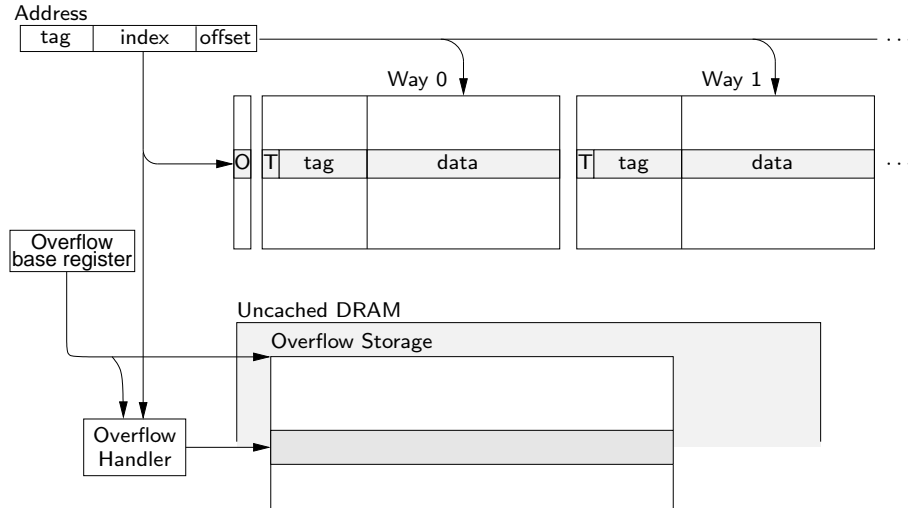 Address
tag index offset
· · ·
Way 0 Way 1
O T tag data T tag data · · ·
Overflow
base register
Uncached DRAM
Overflow Storage
Overflow
Handler